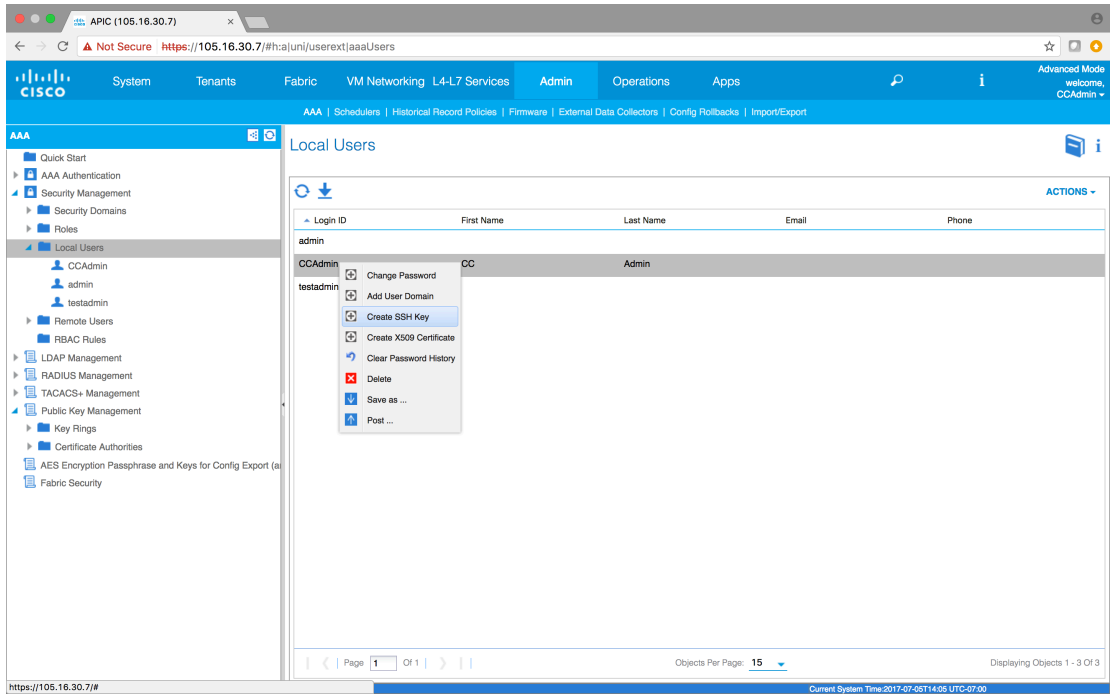 APIC (105.16.30.7)
Not Secure https://105.16.30.7/#h:a|uni/userext|aaaUsers
CISCO
System Tenants Fabric VM Networking L4-L7 Services Admin Operations Apps
Advanced Mode
welcome,
CCAdmin
AAA | Schedulers | Historical Record Policies | Firmware | External Data Collectors | Config Rollbacks | Import/Export
AAA
Quick Start
AAA Authentication
Security Management
Security Domains
Roles
Local Users
CCAdmin
admin
testadmin
Remote Users
RBAC Rules
LDAP Management
RADIUS Management
TACACS+ Management
Public Key Management
Key Rings
Certificate Authorities
AES Encryption Passphrase and Keys for Config Export (a
Fabric Security
Local Users
ACTIONS
Login ID First Name Last Name Email Phone
admin
CCAdmin CC Admin
testadmin
Change Password
Add User Domain
Create SSH Key
Create X509 Certificate
Clear Password History
Delete
Save as ...
Post ...
Page 1 Of 1
Objects Per Page: 15
Displaying Objects 1 - 3 Of 3
https://105.16.30.7/#
Current System Time:2017-07-05T14:05 UTC-07:00